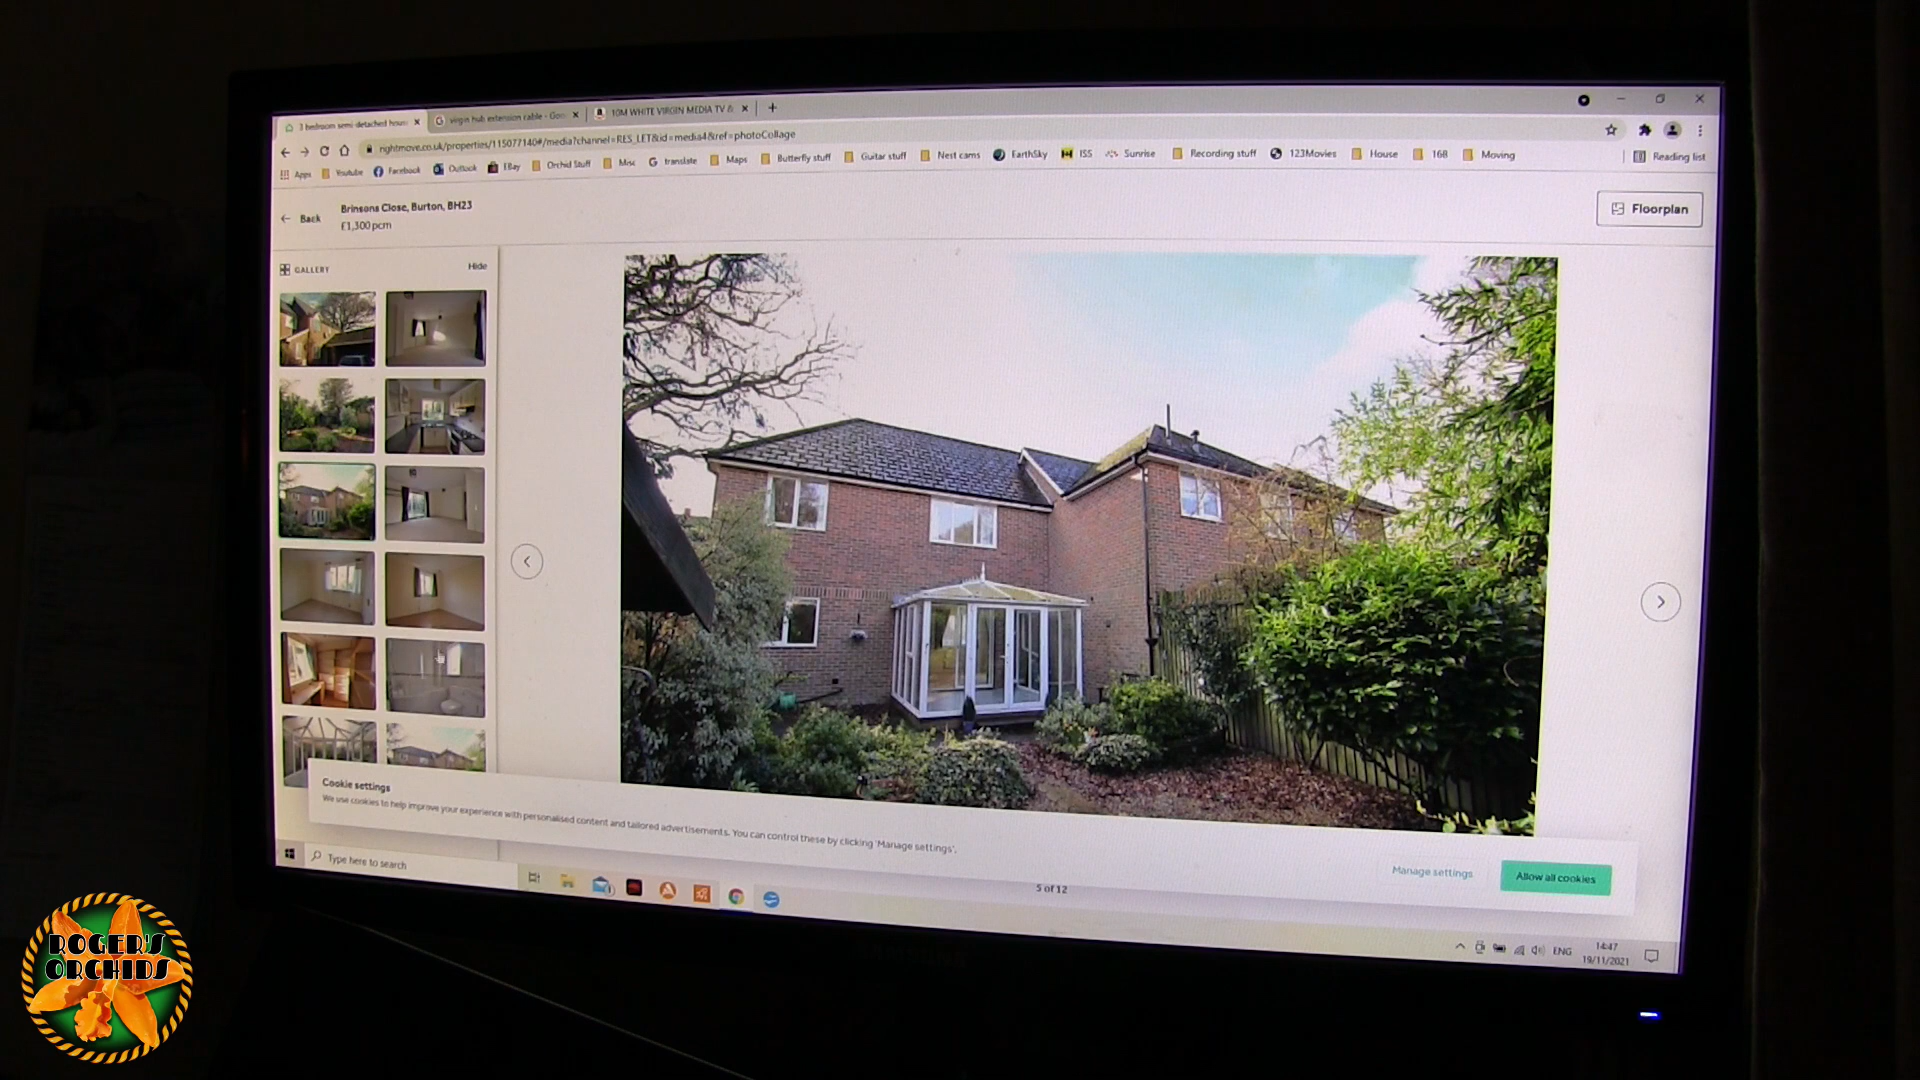 3 bedroom semi-detached hous
virgin hub extension cable - Goo
10M WHITE VIRGIN MEDIA TV &
rightmove.co.uk/properties/115077140#/media?channel=RES_LET&id=media4&ref=photoCollage
Apps
Youtube
Facebook
Outlook
EBay
Orchid Stuff
Misc
translate
Maps
Butterfly stuff
Guitar stuff
Nest cams
EarthSky
ISS
Sunrise
Recording stuff
123Movies
House
168
Moving
Reading list
Back
Brinsons Close, Burton, BH23
£1,300 pcm
Floorplan
GALLERY
Hide
Cookie settings
We use cookies to help improve your experience with personalised content and tailored advertisements. You can control these by clicking 'Manage settings'.
Manage settings
Allow all cookies
5 of 12
Type here to search
ENG
14:47
19/11/2021
ROGER'S
ORCHIDS